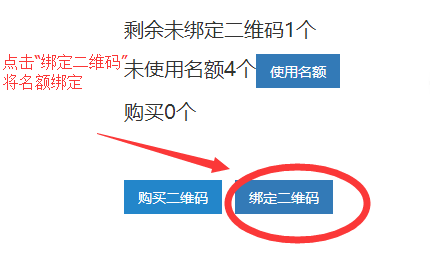 剩余未绑定二维码1个
点击“绑定二维码”
将名额绑定
未使用名额4个
使用名额
购买0个
购买二维码
绑定二维码